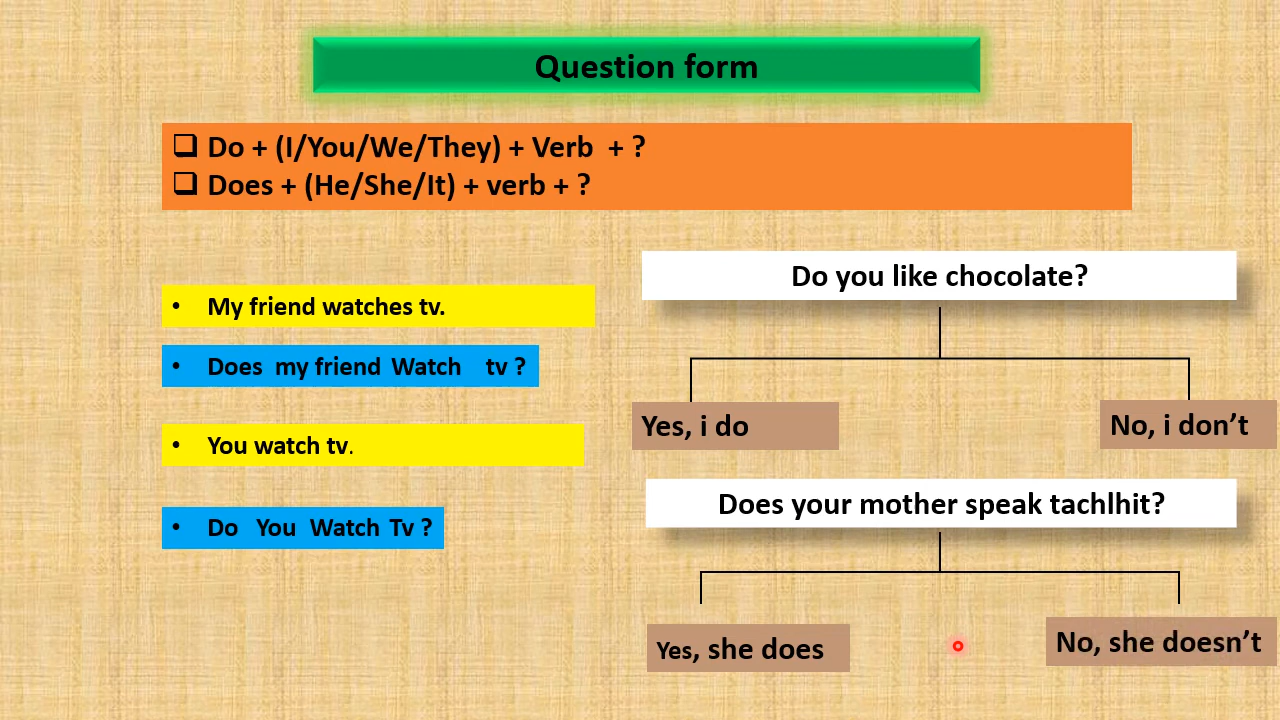 Question form
❑ Do + (I/You/We/They) + Verb + ?
❑ Does + (He/She/It) + verb + ?
• My friend watches tv.
• Does my friend Watch tv ?
• You watch tv.
• Do You Watch Tv ?
Do you like chocolate?
Yes, i do
No, i don’t
Does your mother speak tachlhit?
Yes, she does
No, she doesn’t